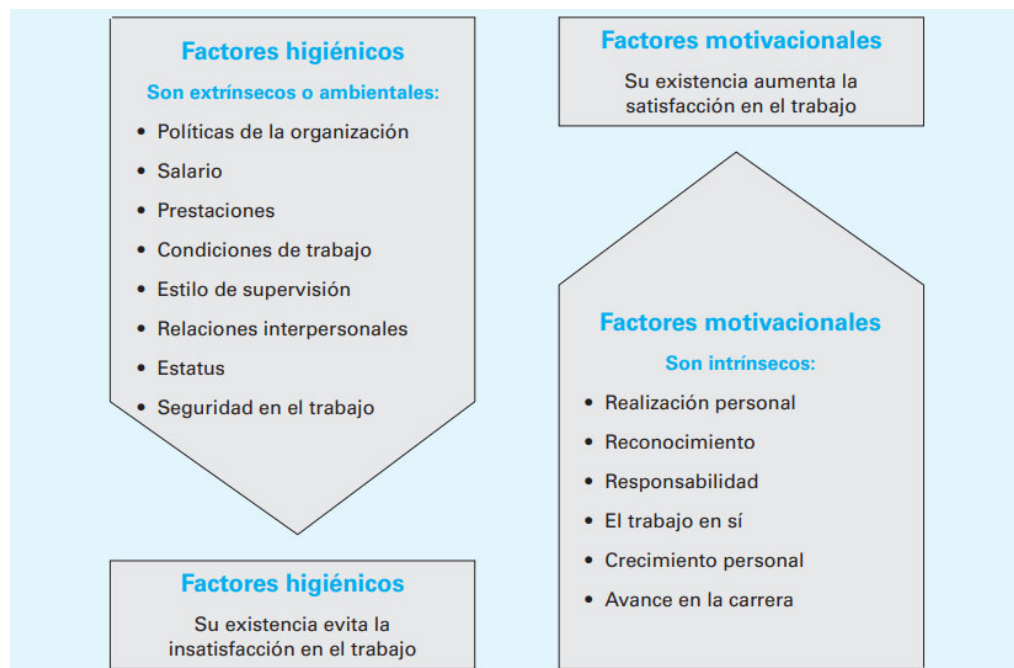 Factores higiénicos
Son extrínsecos o ambientales:
• Políticas de la organización
• Salario
• Prestaciones
• Condiciones de trabajo
• Estilo de supervisión
• Relaciones interpersonales
• Estatus
• Seguridad en el trabajo
Factores higiénicos
Su existencia evita la
insatisfacción en el trabajo
Factores motivacionales
Su existencia aumenta la
satisfacción en el trabajo
Factores motivacionales
Son intrínsecos:
• Realización personal
• Reconocimiento
• Responsabilidad
• El trabajo en sí
• Crecimiento personal
• Avance en la carrera